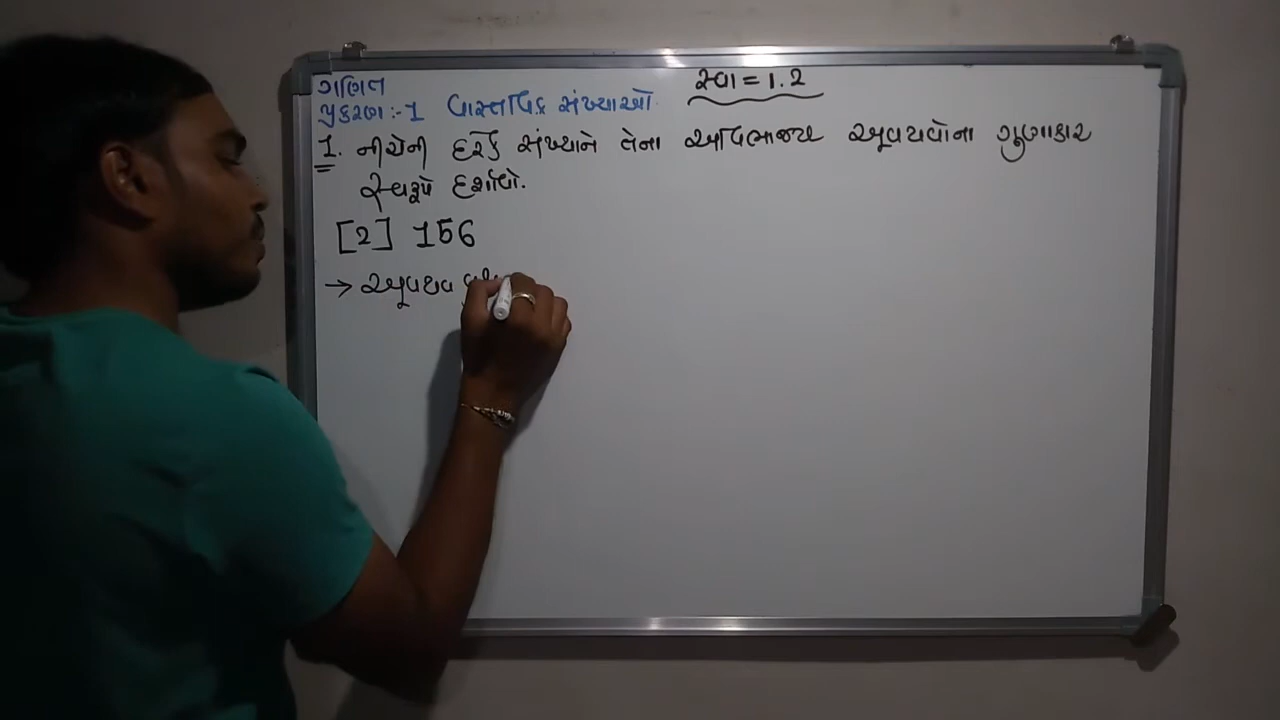 ગણિત
પ્રકરણ:-1 વાસ્તવિક સંખ્યાઓ
સ્વા = 1.2
1. નીચેની દરેક સંખ્યાને તેના અવિભાજ્ય અવયવોના ગુણાકાર
સ્વરૂપે દર્શાવો.
[2] 156
→ અવયવ